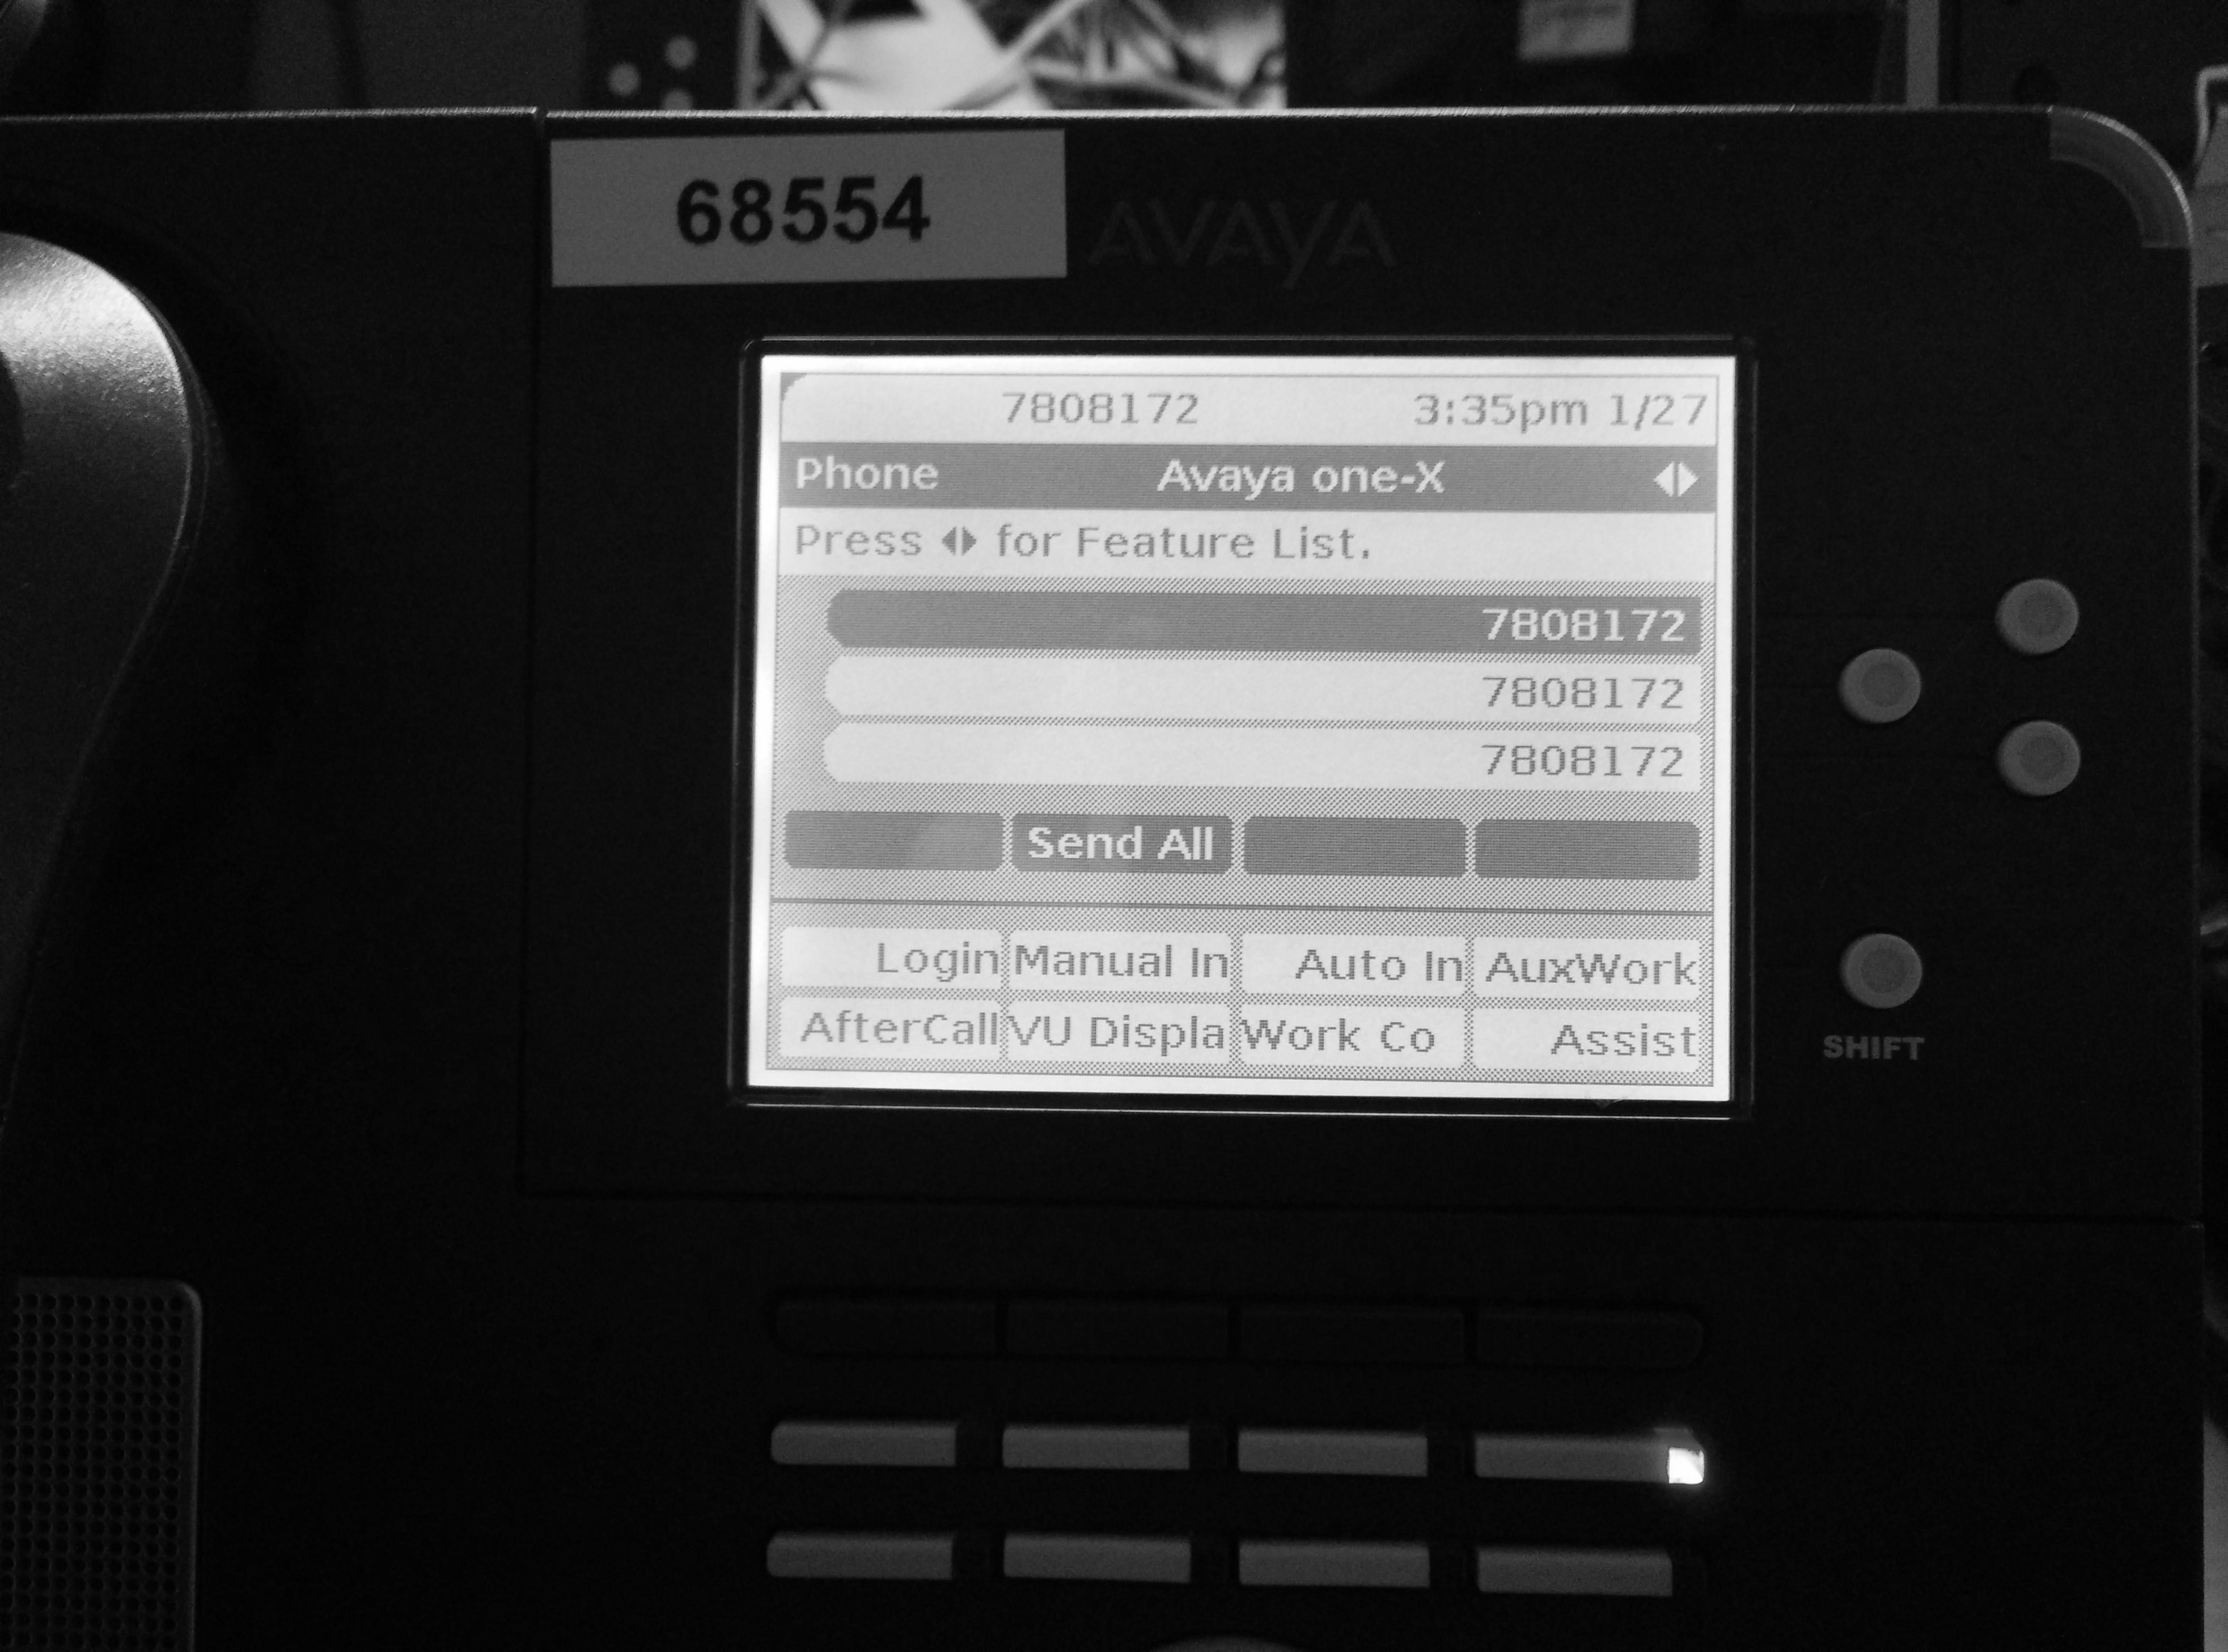 68554
AVAYA
7808172 3:35pm 1/27
Phone Avaya one-X
Press for Feature List.
7808172
7808172
7808172
Send All
Login Manual In Auto In AuxWork
AfterCall VU Displa Work Co Assist
SHIFT